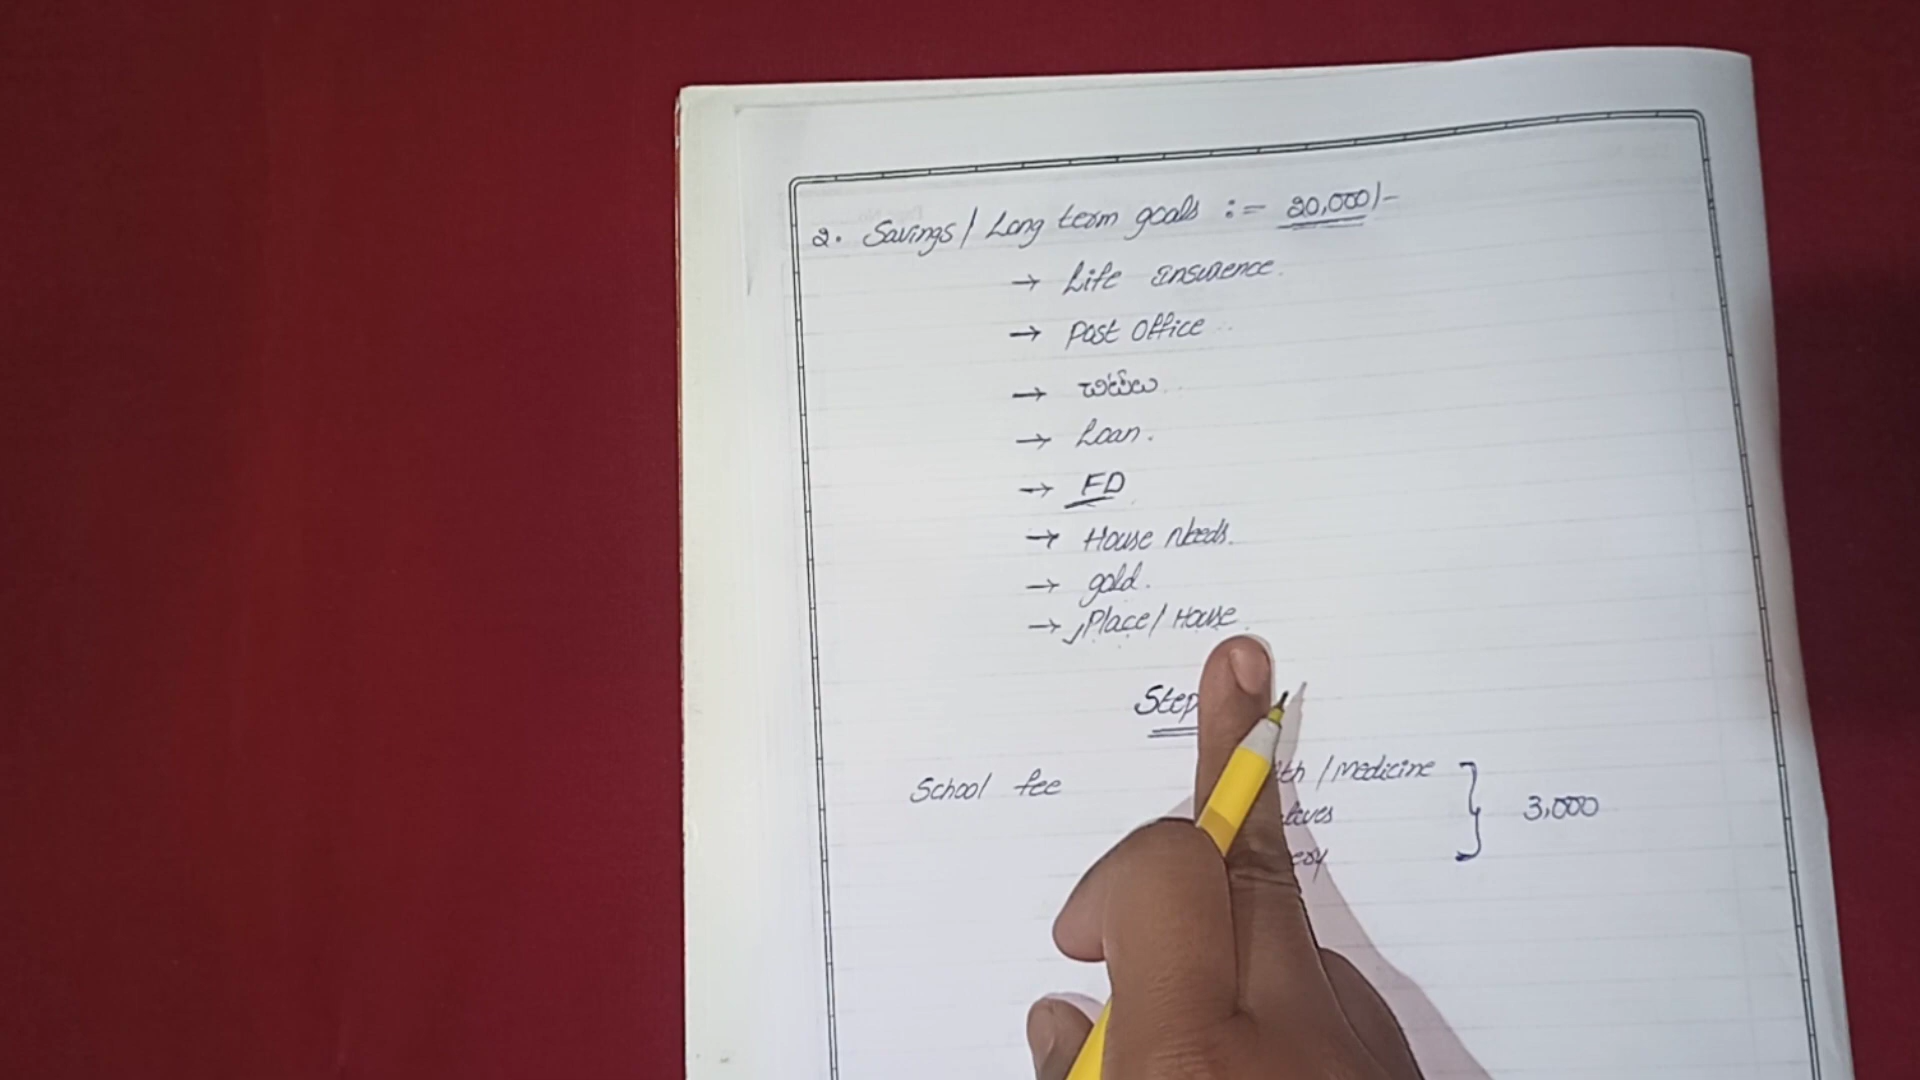 2. Savings / Long term goals :- 20,000/-
→ Life Insurence.
→ Post Office
→
→ Loan.
→ FD
→ House Needs.
→ gold.
→ Place / House
Step
School fee
/ Medicine
3,000